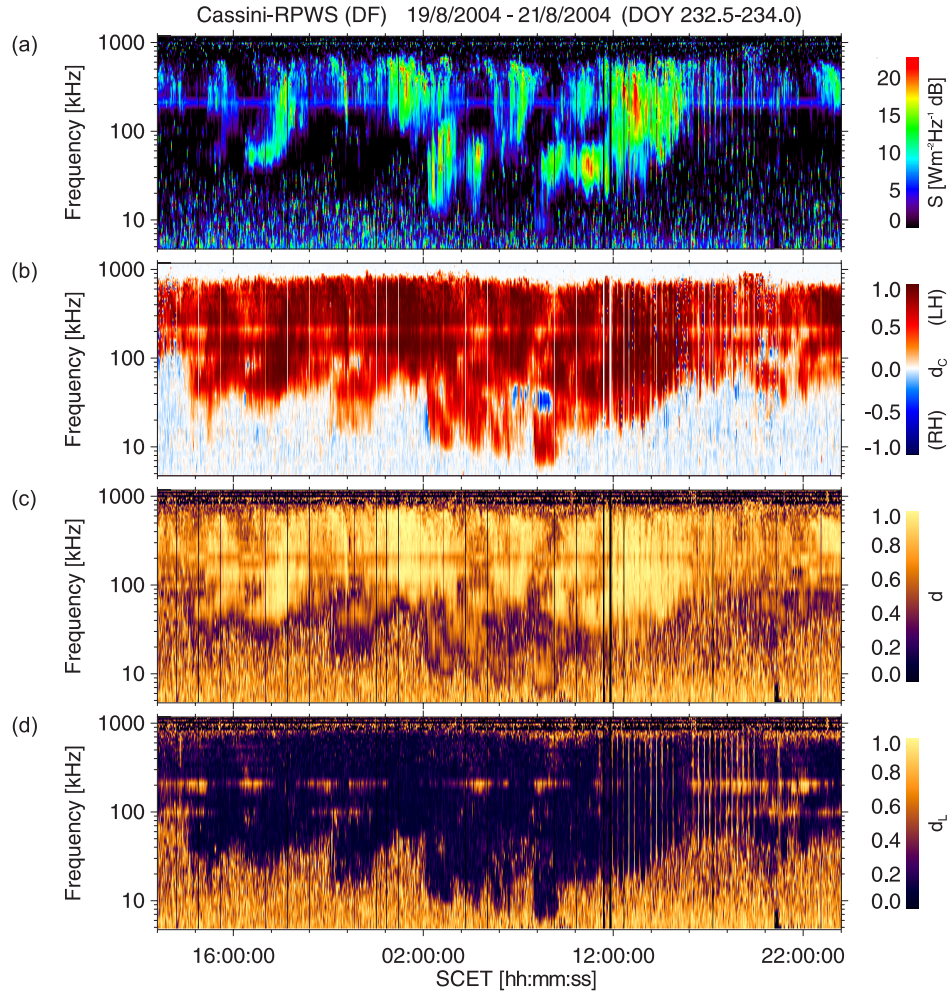 Cassini-RPWS (DF) 19/8/2004 - 21/8/2004 (DOY 232.5-234.0)
(a)
1000
100
10
Frequency [kHz]
20
15
10
5
0
S [Wm⁻²Hz⁻¹ dB]
(b)
1000
100
10
Frequency [kHz]
1.0
0.5
0.0
-0.5
-1.0
(RH) d_C (LH)
(c)
1000
100
10
Frequency [kHz]
1.0
0.8
0.6
0.4
0.2
0.0
d
(d)
1000
100
10
Frequency [kHz]
1.0
0.8
0.6
0.4
0.2
0.0
d_L
16:00:00 02:00:00 12:00:00 22:00:00
SCET [hh:mm:ss]